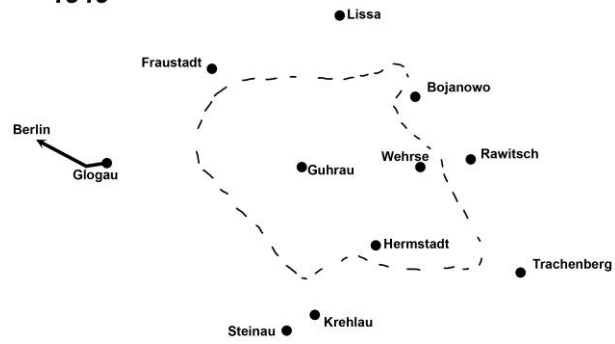 Lissa
Fraustadt
Bojanowo
Berlin
Wehrse
Rawitsch
Glogau
Guhrau
Hermstadt
Trachenberg
Krehlau
Steinau